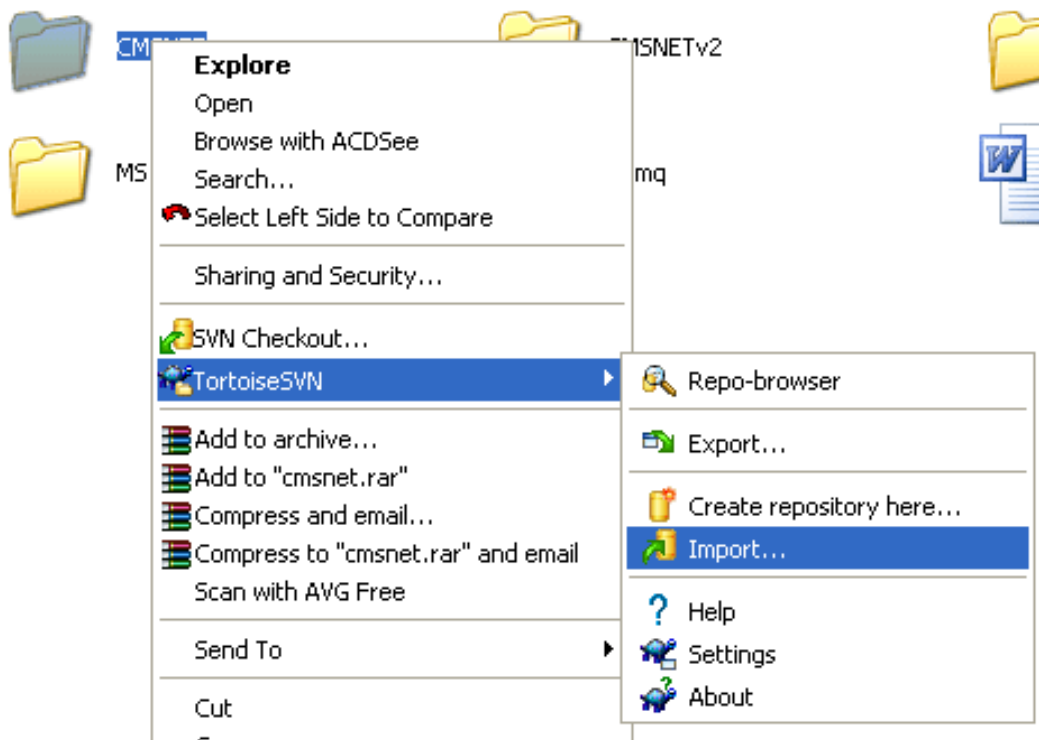 CMSNET
CMSNETv2
MS
mq
Explore
Open
Browse with ACDSee
Search...
Select Left Side to Compare
Sharing and Security...
SVN Checkout...
TortoiseSVN
Add to archive...
Add to "cmsnet.rar"
Compress and email...
Compress to "cmsnet.rar" and email
Scan with AVG Free
Send To
Cut
Repo-browser
Export...
Create repository here...
Import...
Help
Settings
About